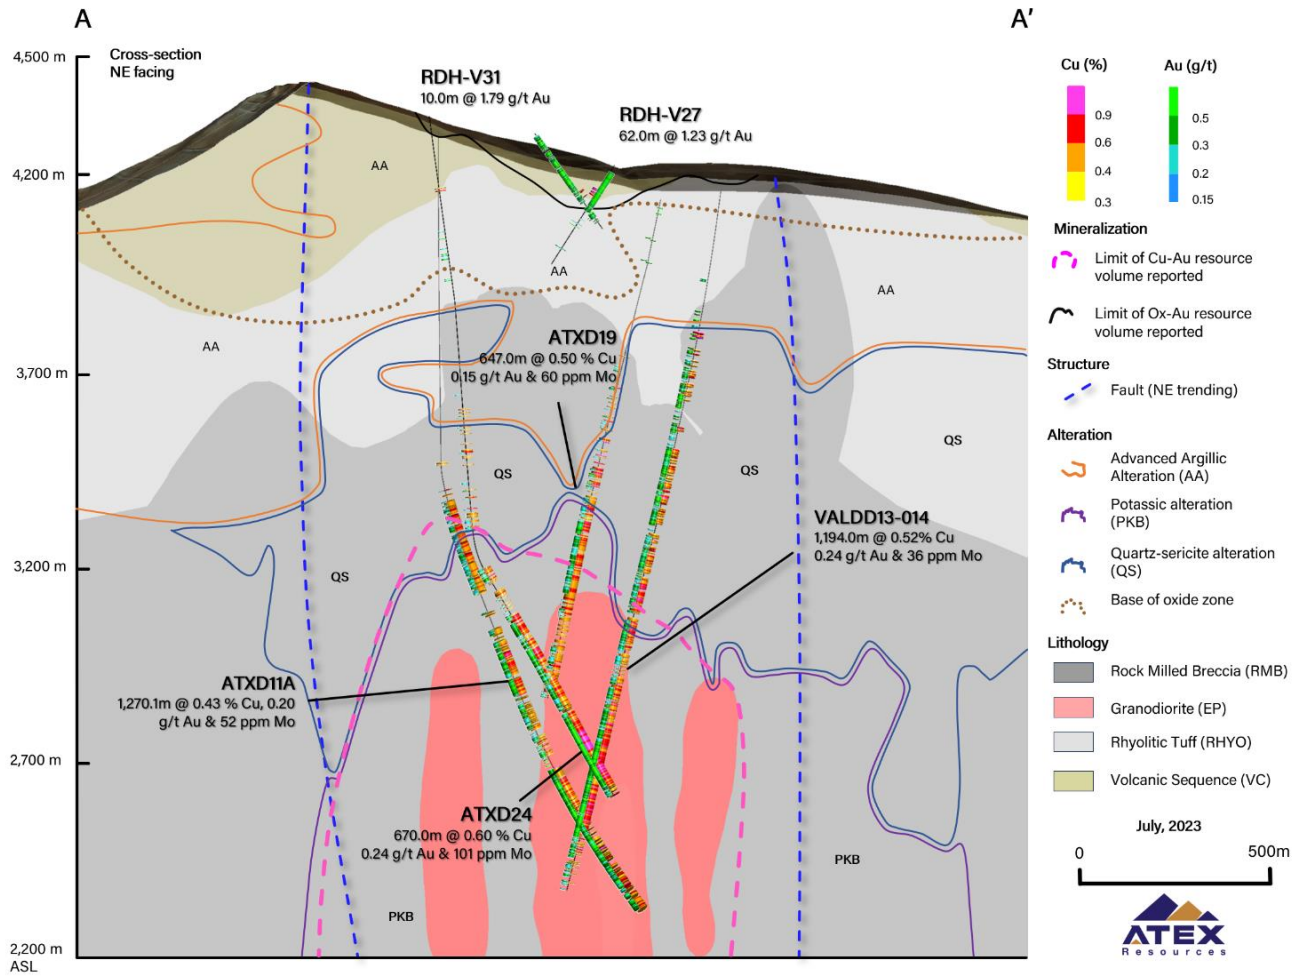 A
A'
4,500 m
Cross-section
NE facing
RDH-V31
10.0m @ 1.79 g/t Au
RDH-V27
62.0m @ 1.23 g/t Au
AA
4,200 m
AA
AA
AA
3,700 m
ATXD19
647.0m @ 0.50 % Cu
0.15 g/t Au & 60 ppm Mo
QS
QS
QS
VALDD13-014
1,194.0m @ 0.52% Cu
0.24 g/t Au & 36 ppm Mo
3,200 m
QS
ATXD11A
1,270.1m @ 0.43 % Cu, 0.20
g/t Au & 52 ppm Mo
2,700 m
ATXD24
670.0m @ 0.60 % Cu
0.24 g/t Au & 101 ppm Mo
PKB
PKB
2,200 m
ASL
Cu (%)
0.9
0.6
0.4
0.3
Au (g/t)
0.5
0.3
0.2
0.15
Mineralization
Limit of Cu-Au resource
volume reported
Limit of Ox-Au resource
volume reported
Structure
Fault (NE trending)
Alteration
Advanced Argillic
Alteration (AA)
Potassic alteration
(PKB)
Quartz-sericite alteration
(QS)
Base of oxide zone
Lithology
Rock Milled Breccia (RMB)
Granodiorite (EP)
Rhyolitic Tuff (RHYO)
Volcanic Sequence (VC)
July, 2023
0
500m
ATEX
Resources